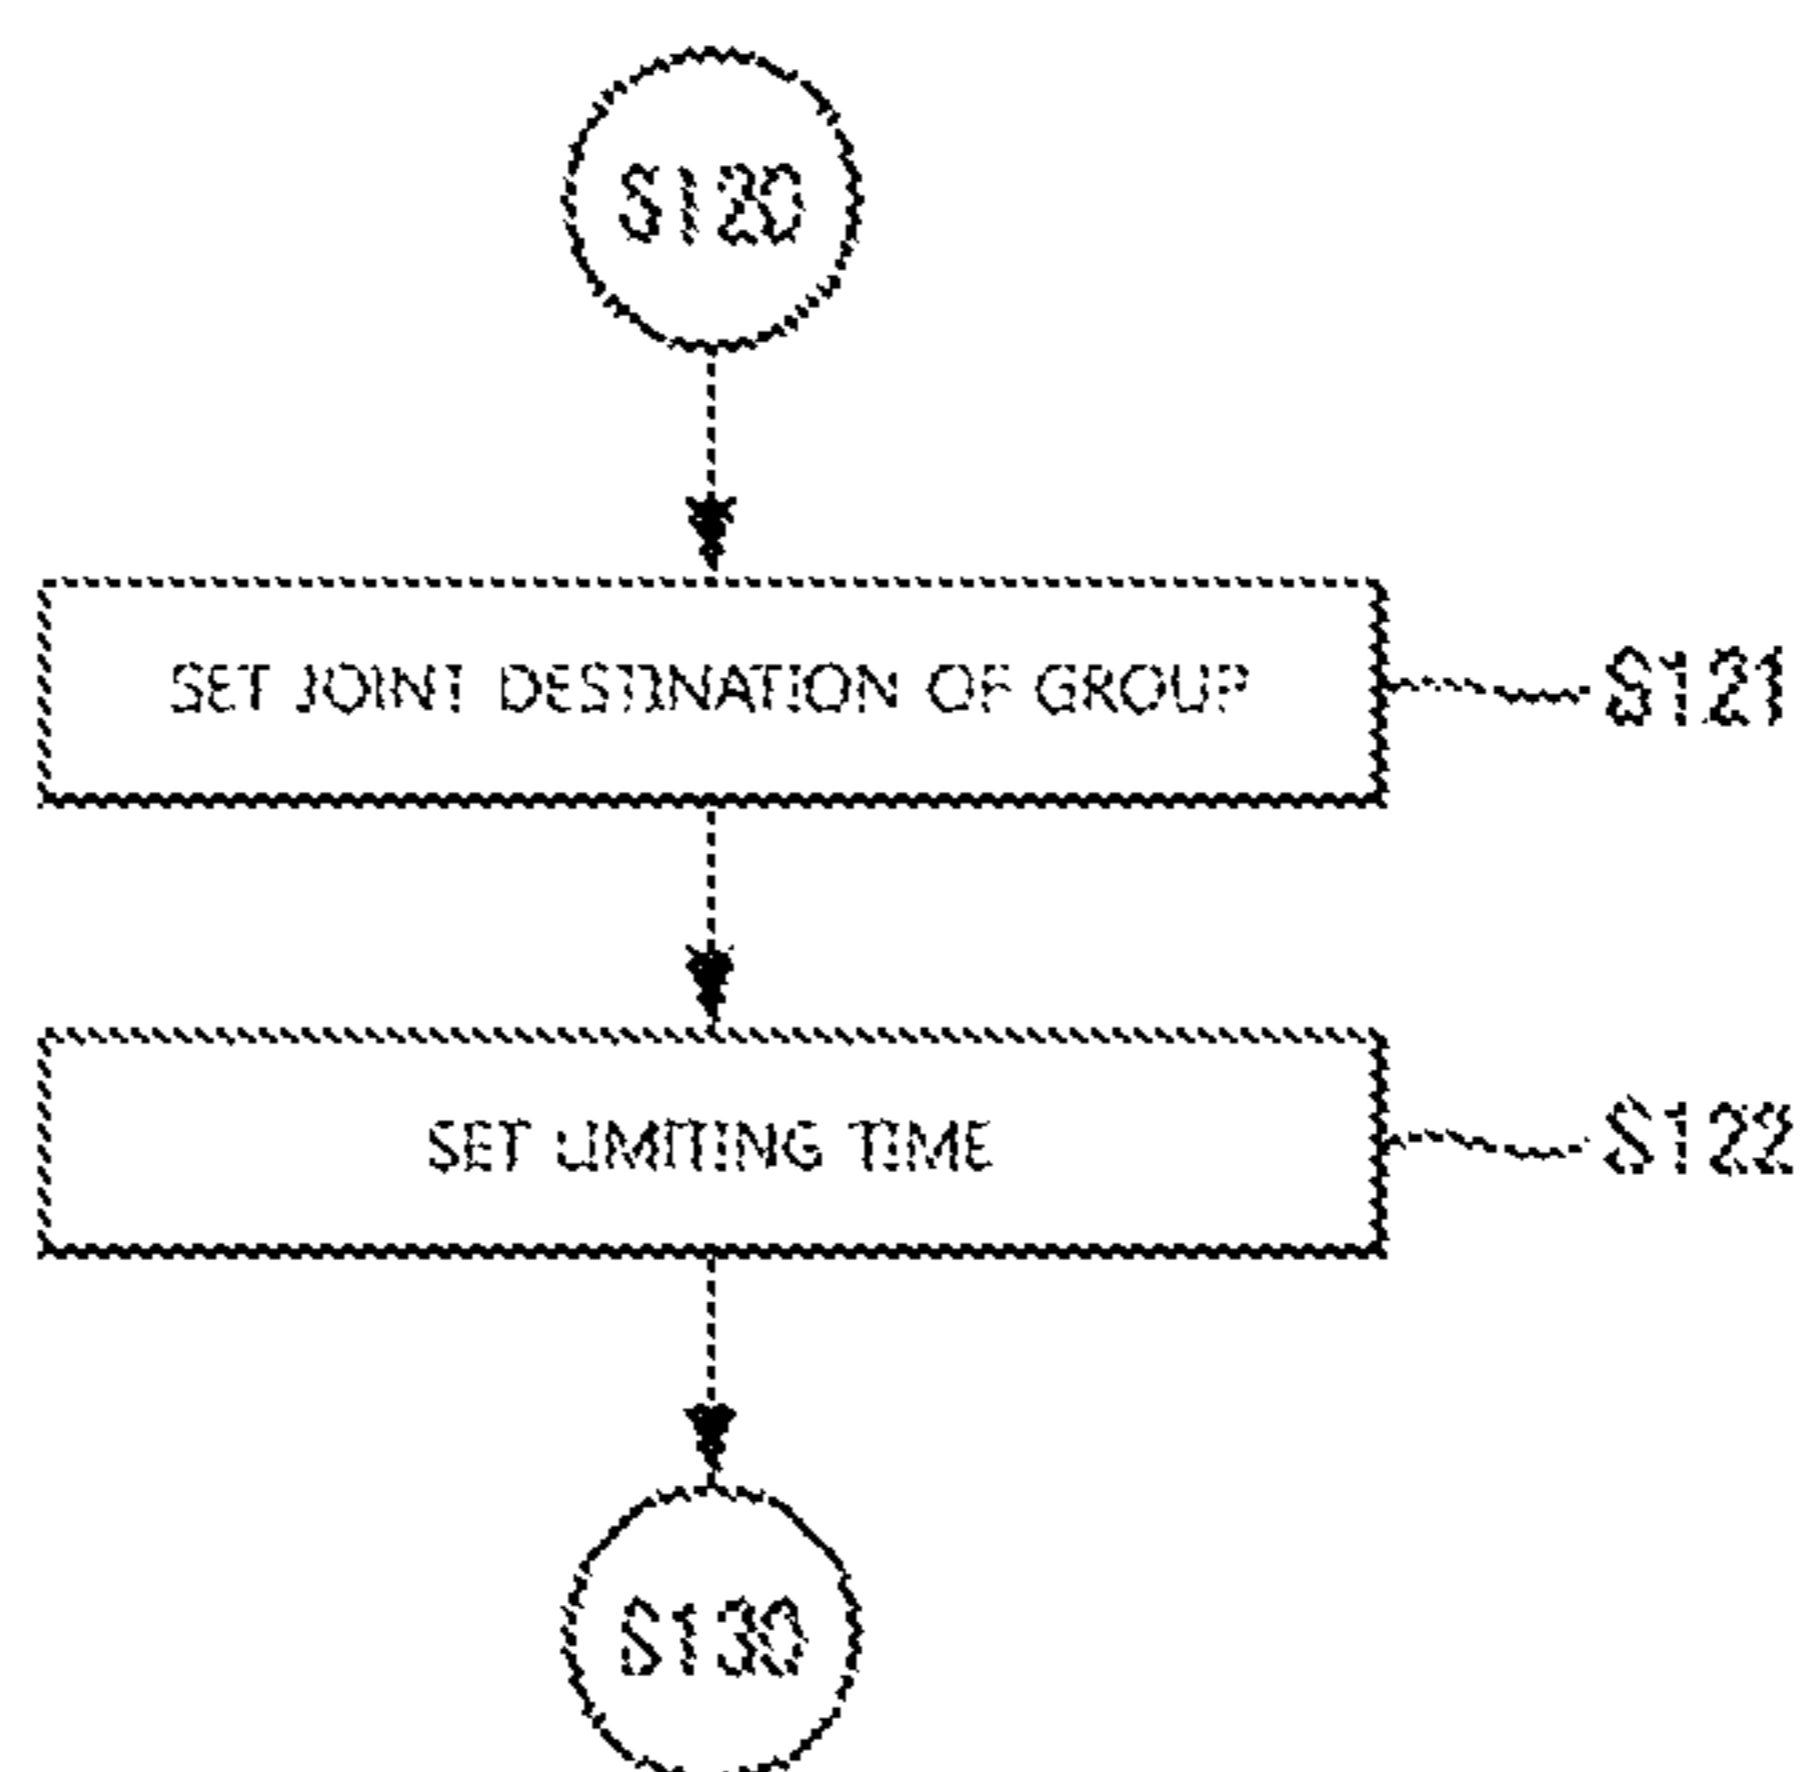 S120
SET JOINT DESTINATION OF GROUP
S121
SET LIMITING TIME
S122
S130